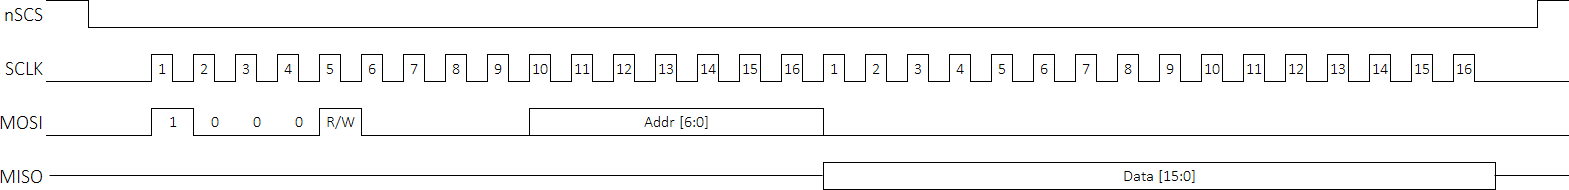 nSCS
SCLK 1 2 3 4 5 6 7 8 9 10 11 12 13 14 15 16 1 2 3 4 5 6 7 8 9 10 11 12 13 14 15 16
MOSI 1 0 0 0 R/W Addr [6:0]
MISO Data [15:0]